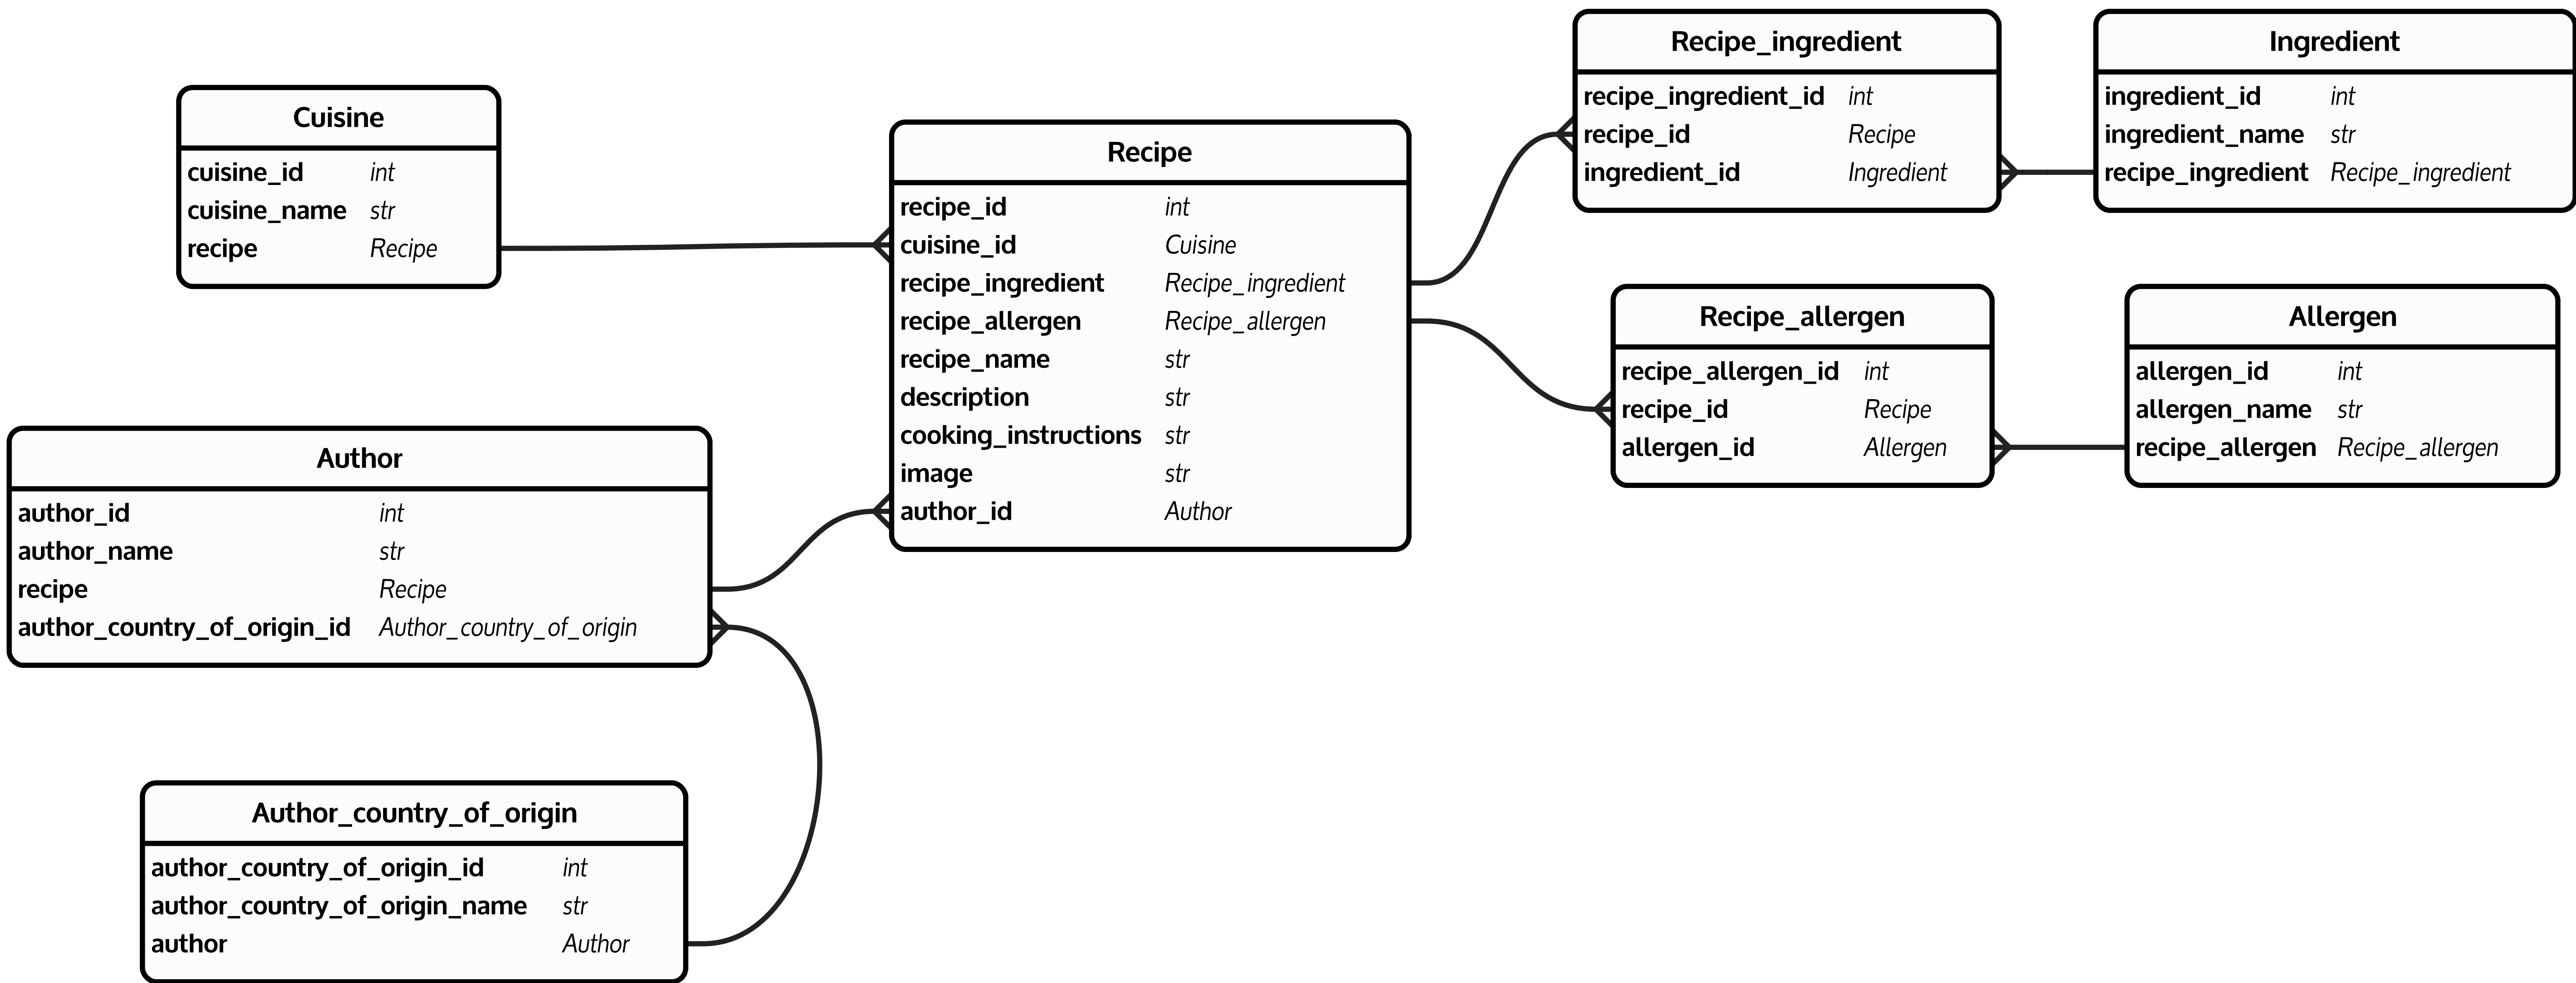 Cuisine
cuisine_id int
cuisine_name str
recipe Recipe
Author
author_id int
author_name str
recipe Recipe
author_country_of_origin_id Author_country_of_origin
Author_country_of_origin
author_country_of_origin_id int
author_country_of_origin_name str
author Author
Recipe
recipe_id int
cuisine_id Cuisine
recipe_ingredient Recipe_ingredient
recipe_allergen Recipe_allergen
recipe_name str
description str
cooking_instructions str
image str
author_id Author
Recipe_ingredient
recipe_ingredient_id int
recipe_id Recipe
ingredient_id Ingredient
Recipe_allergen
recipe_allergen_id int
recipe_id Recipe
allergen_id Allergen
Ingredient
ingredient_id int
ingredient_name str
recipe_ingredient Recipe_ingredient
Allergen
allergen_id int
allergen_name str
recipe_allergen Recipe_allergen